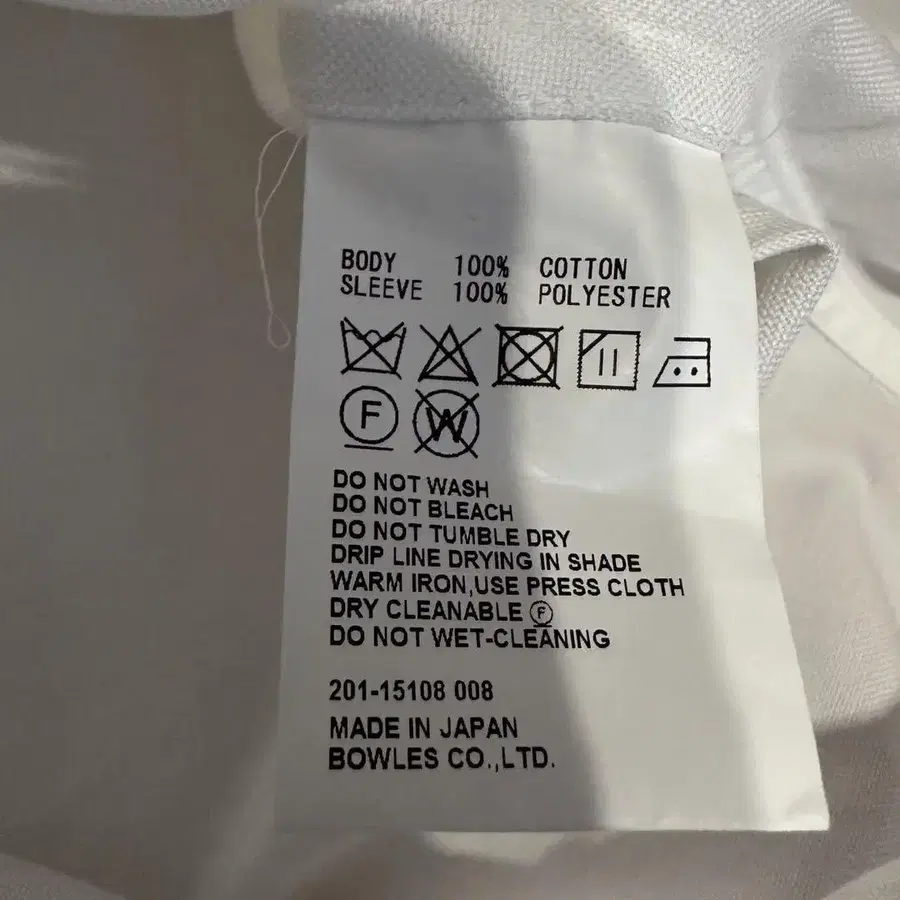 BODY 100% COTTON
SLEEVE 100% POLYESTER
F W
DO NOT WASH
DO NOT BLEACH
DO NOT TUMBLE DRY
DRIP LINE DRYING IN SHADE
WARM IRON,USE PRESS CLOTH
DRY CLEANABLE Ⓕ
DO NOT WET-CLEANING
201-15108 008
MADE IN JAPAN
BOWLES CO.,LTD.